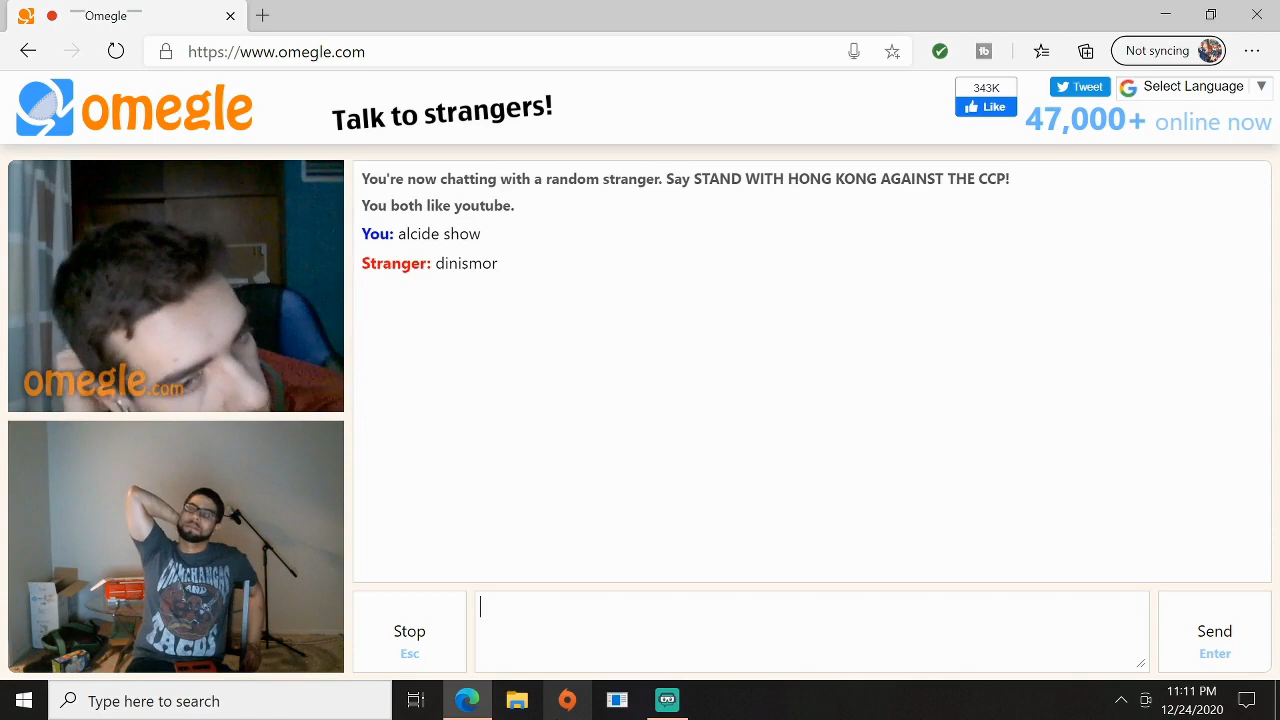 Omegle
https://www.omegle.com
Not syncing
omegle
Talk to strangers!
343K
Like
Tweet
Select Language
47,000+ online now
You're now chatting with a random stranger. Say STAND WITH HONG KONG AGAINST THE CCP!
You both like youtube.
You: alcide show
Stranger: dinismor
omegle.com
CHIMICHANGAS
AND
TACOS
Stop
Esc
Send
Enter
Type here to search
11:11 PM
12/24/2020